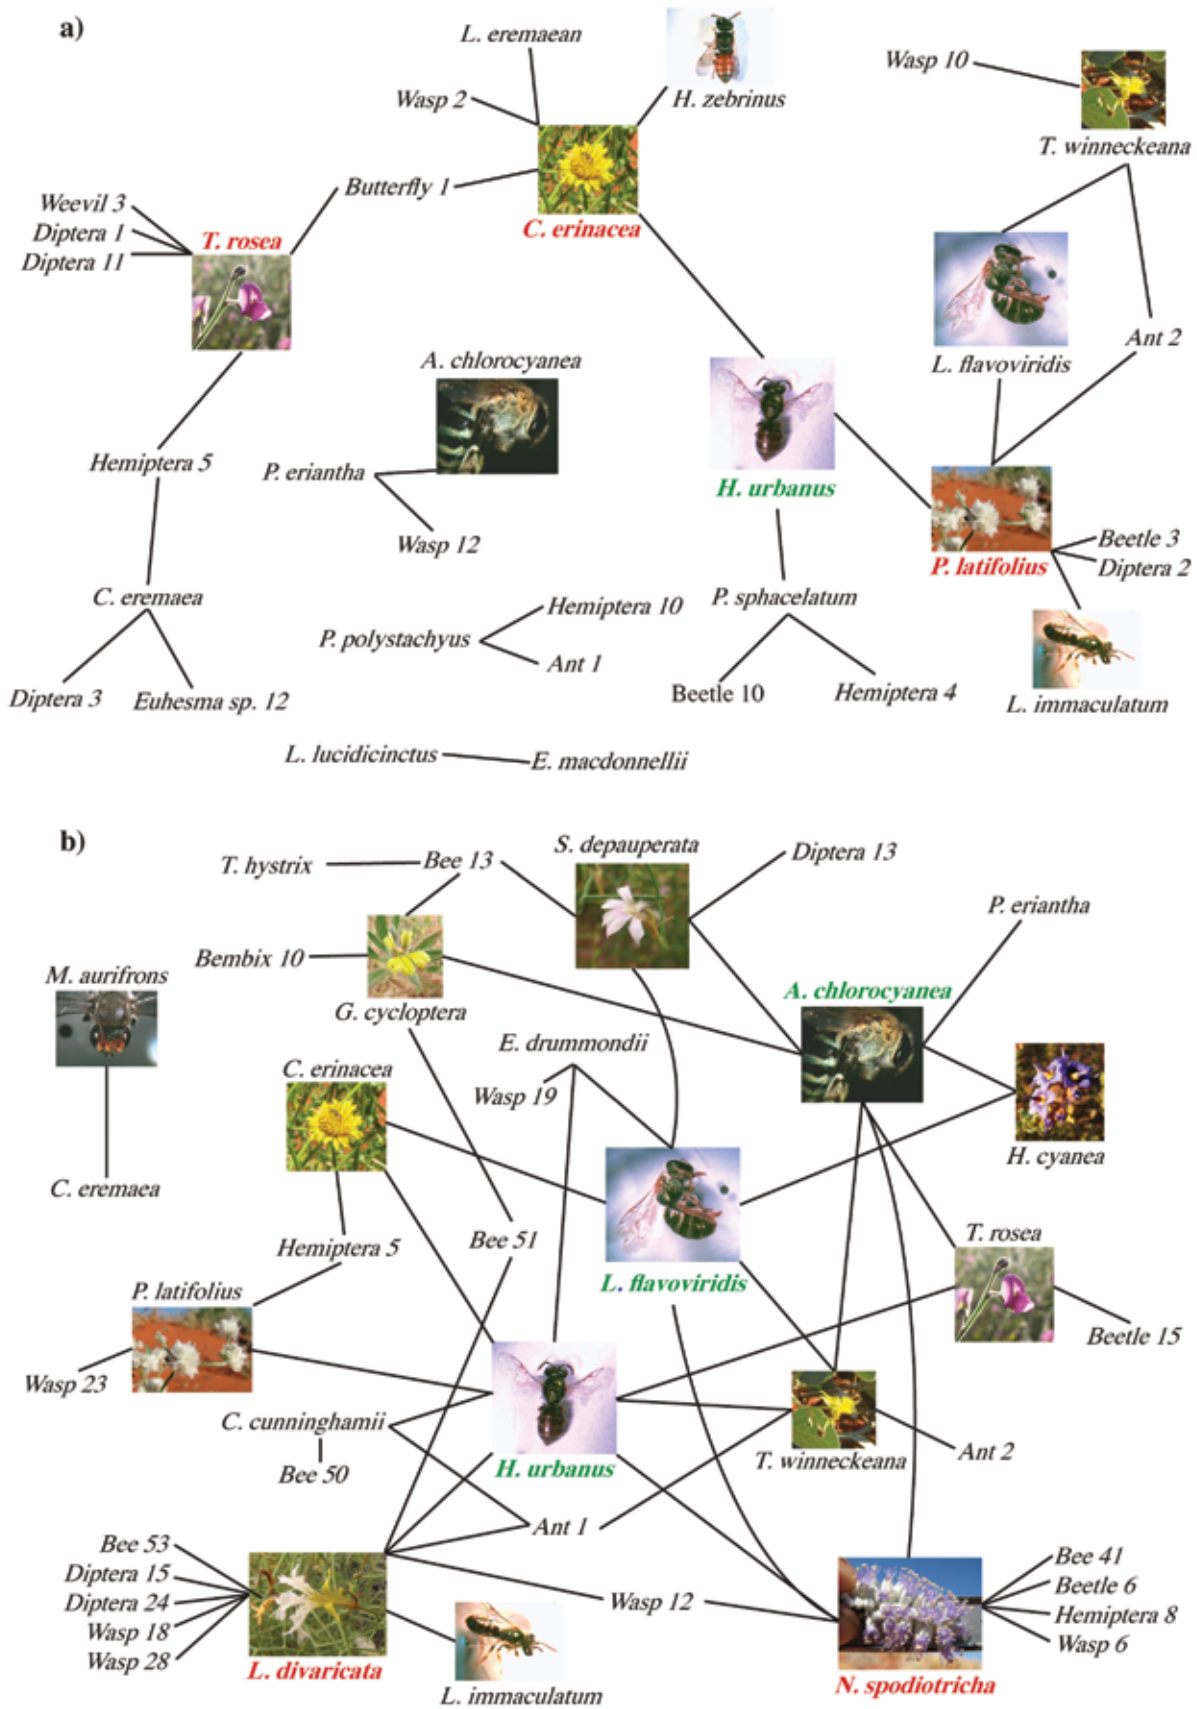 a)
L. eremaean
Wasp 2
H. zebrinus
Wasp 10
T. winneckeana
Butterfly 1
C. erinacea
Weevil 3
Diptera 1
Diptera 11
T. rosea
L. flavoviridis
Ant 2
A. chlorocyanea
Hemiptera 5
P. eriantha
Wasp 12
H. urbanus
P. latifolius
Beetle 3
Diptera 2
C. eremaea
P. sphacelatum
Hemiptera 10
P. polystachyus
Ant 1
Diptera 3
Euhesma sp. 12
Beetle 10
Hemiptera 4
L. immaculatum
L. lucidicinctus
E. macdonnellii
b)
T. hystrix
Bee 13
S. depauperata
Diptera 13
P. eriantha
Bembix 10
M. aurifrons
G. cycloptera
A. chlorocyanea
E. drummondii
C. erinacea
Wasp 19
H. cyanea
C. eremaea
Hemiptera 5
Bee 51
T. rosea
P. latifolius
L. flavoviridis
Beetle 15
Wasp 23
C. cunninghamii
Bee 50
H. urbanus
T. winneckeana
Ant 2
Ant 1
Bee 53
Diptera 15
Diptera 24
Wasp 18
Wasp 28
Wasp 12
Bee 41
Beetle 6
Hemiptera 8
Wasp 6
L. divaricata
L. immaculatum
N. spodiotricha